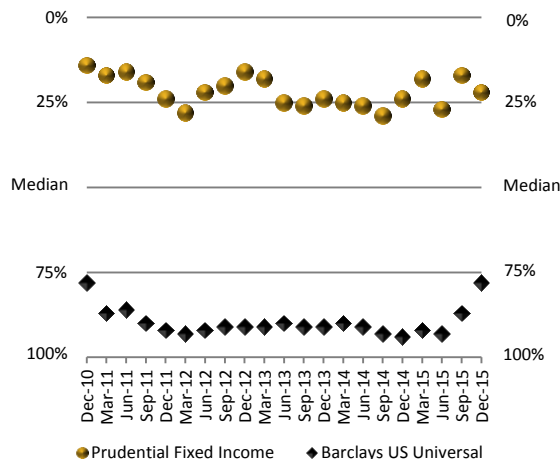 0% 0%
25% 25%
Median Median
75% 75%
100% 100%
Dec-10
Mar-11
Jun-11
Sep-11
Dec-11
Mar-12
Jun-12
Sep-12
Dec-12
Mar-13
Jun-13
Sep-13
Dec-13
Mar-14
Jun-14
Sep-14
Dec-14
Mar-15
Jun-15
Sep-15
Dec-15
Prudential Fixed Income Barclays US Universal